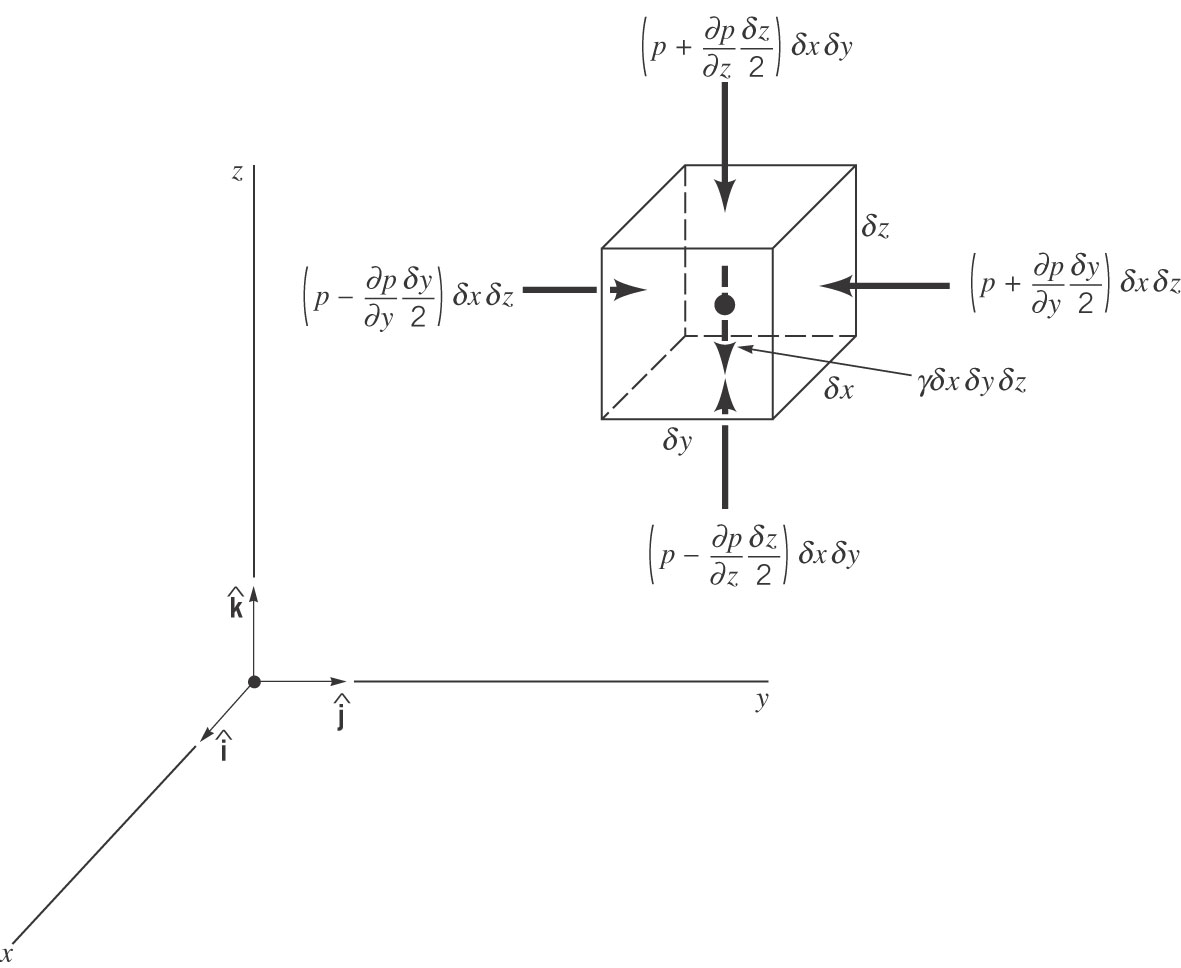 (p + ∂p/∂z δz/2) δx δy
z
δz
(p − ∂p/∂y δy/2) δx δz
(p + ∂p/∂y δy/2) δx δz
γδx δy δz
δx
δy
(p − ∂p/∂z δz/2) δx δy
k̂
ĵ
y
î
x